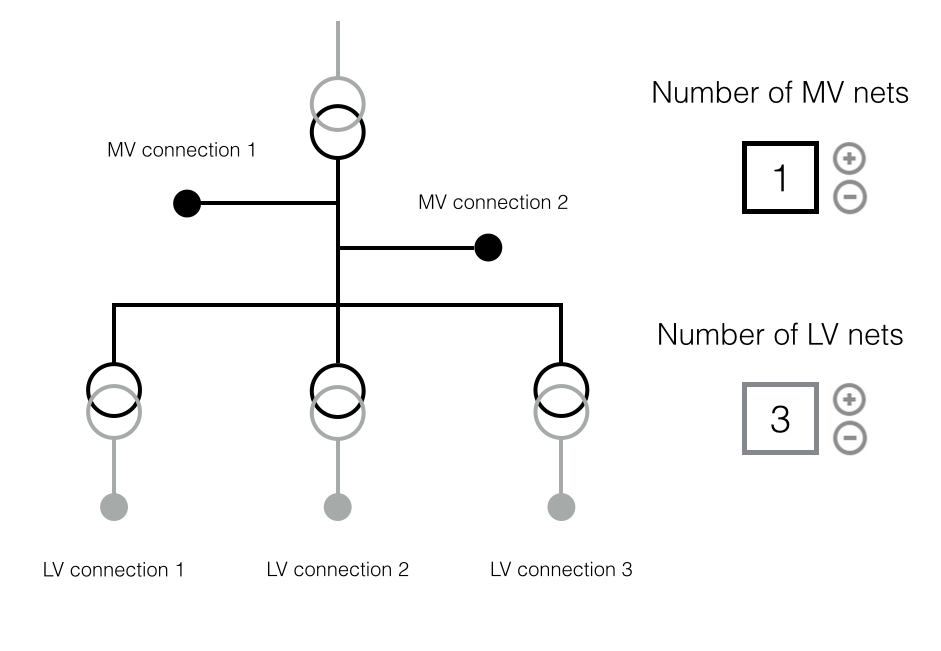 Number of MV nets
MV connection 1
1
MV connection 2
Number of LV nets
3
LV connection 1
LV connection 2
LV connection 3